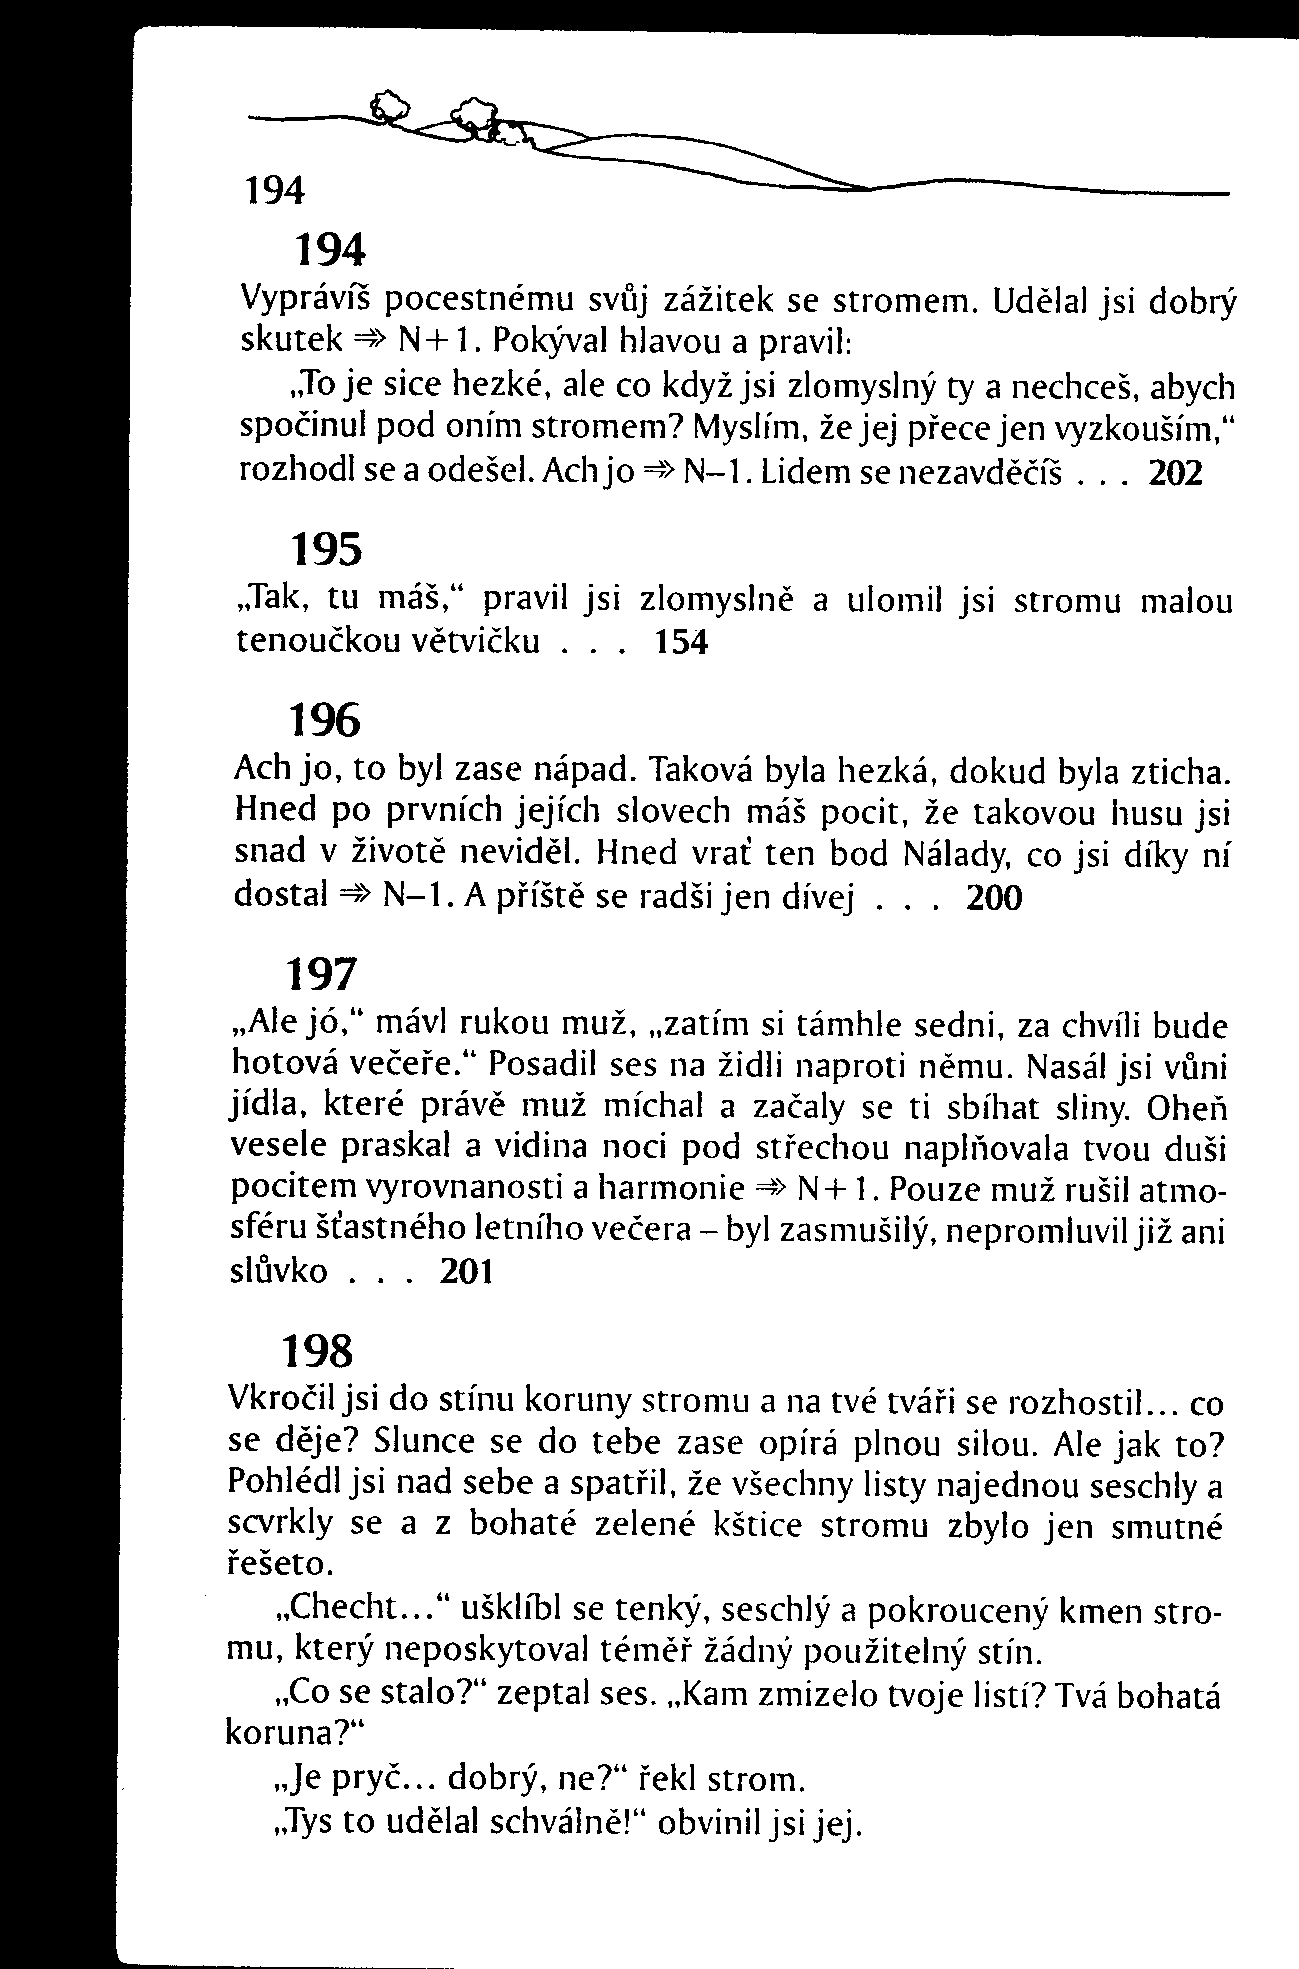 194
194
Vyprávíš pocestnému svůj zážitek se stromem. Udělal jsi dobrý
skutek ⇒> N+1. Pokýval hlavou a pravil:
„To je sice hezké, ale co když jsi zlomyslný ty a nechceš, abych
spočinul pod oním stromem? Myslím, že jej přece jen vyzkouším,“
rozhodl se a odešel. Ach jo ⇒> N–1. Lidem se nezavděčíš . . . 202
195
„Tak, tu máš,“ pravil jsi zlomyslně a ulomil jsi stromu malou
tenoučkou větvičku . . . 154
196
Ach jo, to byl zase nápad. Taková byla hezká, dokud byla zticha.
Hned po prvních jejích slovech máš pocit, že takovou husu jsi
snad v životě neviděl. Hned vrať ten bod Nálady, co jsi díky ní
dostal ⇒> N–1. A příště se radši jen dívej . . . 200
197
„Ale jó,“ mávl rukou muž, „zatím si támhle sedni, za chvíli bude
hotová večeře.“ Posadil ses na židli naproti němu. Nasál jsi vůni
jídla, které právě muž míchal a začaly se ti sbíhat sliny. Oheň
vesele praskal a vidina noci pod střechou naplňovala tvou duši
pocitem vyrovnanosti a harmonie ⇒> N+1. Pouze muž rušil atmo-
sféru šťastného letního večera – byl zasmušilý, nepromluvil již ani
slůvko . . . 201
198
Vkročil jsi do stínu koruny stromu a na tvé tváři se rozhostil... co
se děje? Slunce se do tebe zase opírá plnou silou. Ale jak to?
Pohlédl jsi nad sebe a spatřil, že všechny listy najednou seschly a
scvrkly se a z bohaté zelené kštice stromu zbylo jen smutné
řešeto.
„Checht...“ ušklíbl se tenký, seschlý a pokroucený kmen stro-
mu, který neposkytoval téměř žádný použitelný stín.
„Co se stalo?“ zeptal ses. „Kam zmizelo tvoje listí? Tvá bohatá
koruna?“
„Je pryč... dobrý, ne?“ řekl strom.
„Tys to udělal schválně!“ obvinil jsi jej.